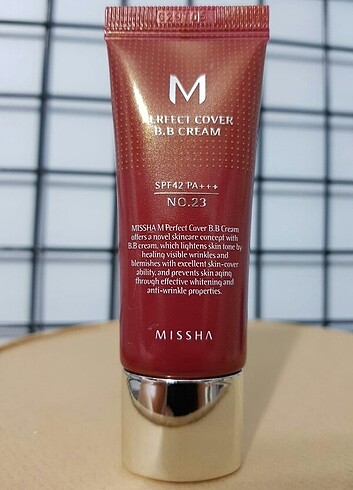 M
PERFECT COVER
B.B CREAM
SPF42 PA+++
NO.23
MISSHA M Perfect Cover B.B Cream
offers a novel skincare concept with
B.B cream, which lightens skin tone by
healing visible wrinkles and
blemishes with excellent skin-cover
ability, and prevents skin aging
through effective whitening and
anti-wrinkle properties.
MISSHA